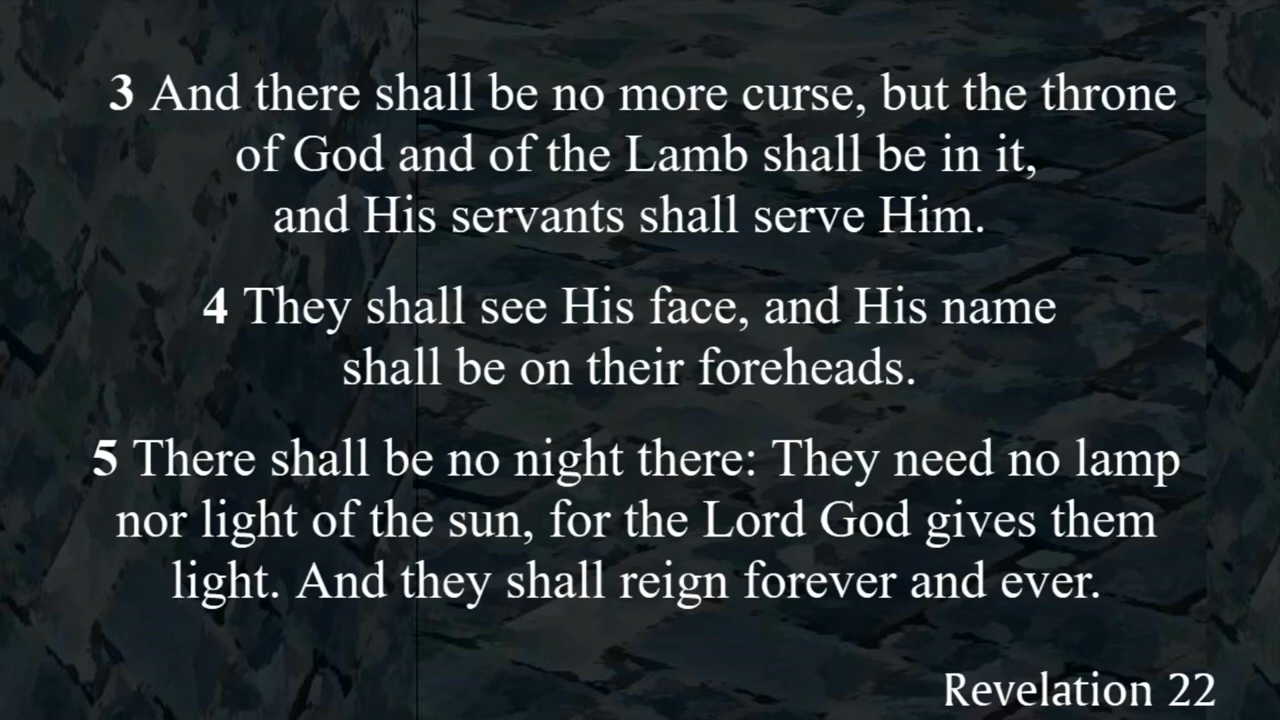 3 And there shall be no more curse, but the throne
of God and of the Lamb shall be in it,
and His servants shall serve Him.
4 They shall see His face, and His name
shall be on their foreheads.
5 There shall be no night there: They need no lamp
nor light of the sun, for the Lord God gives them
light. And they shall reign forever and ever.
Revelation 22